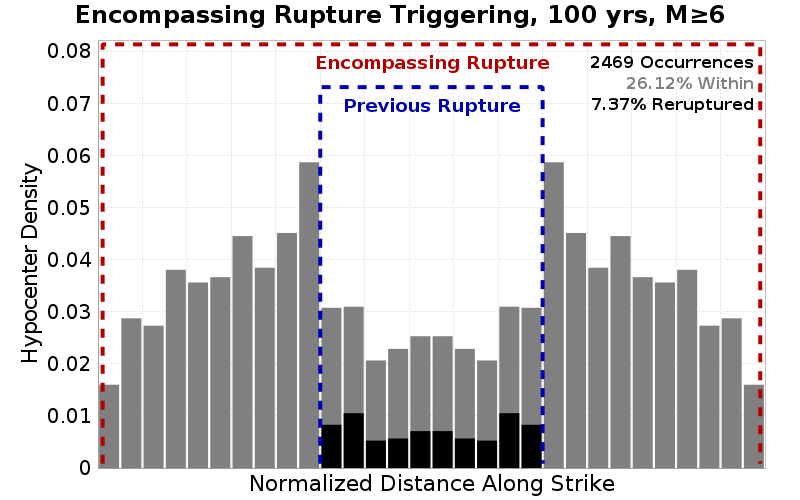 Encompassing Rupture Triggering, 100 yrs, M≥6
0.08
0.07
0.06
0.05
0.04
0.03
0.02
0.01
0
Hypocenter Density
Encompassing Rupture
Previous Rupture
2469 Occurrences
26.12% Within
7.37% Reruptured
Normalized Distance Along Strike